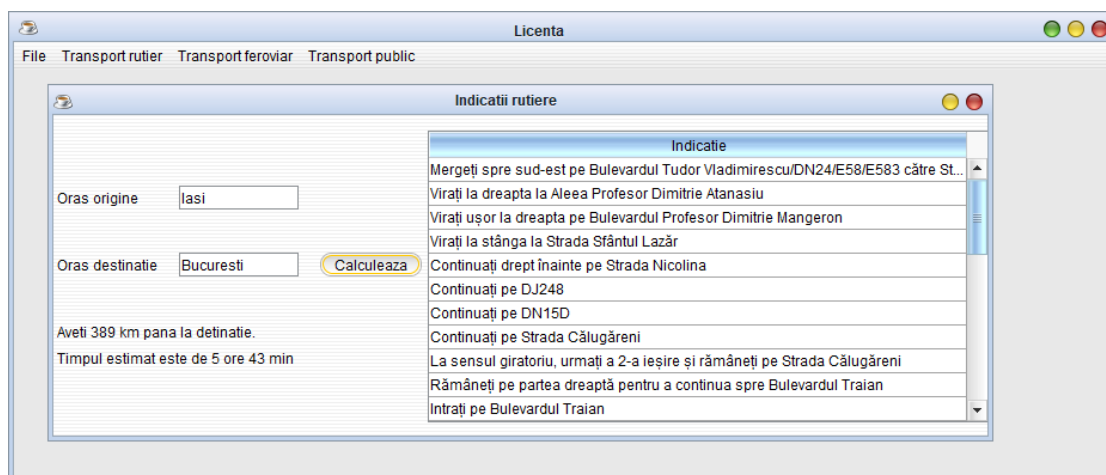 Licenta
File Transport rutier Transport feroviar Transport public
Indicatii rutiere
Indicatie
Mergeți spre sud-est pe Bulevardul Tudor Vladimirescu/DN24/E58/E583 către St...
Oras origine Iasi
Virați la dreapta la Aleea Profesor Dimitrie Atanasiu
Virați ușor la dreapta pe Bulevardul Profesor Dimitrie Mangeron
Virați la stânga la Strada Sfântul Lazăr
Oras destinatie Bucuresti Calculeaza
Continuați drept înainte pe Strada Nicolina
Continuați pe DJ248
Continuați pe DN15D
Aveti 389 km pana la detinatie.
Continuați pe Strada Călugăreni
Timpul estimat este de 5 ore 43 min
La sensul giratoriu, urmați a 2-a ieșire și rămâneți pe Strada Călugăreni
Rămâneți pe partea dreaptă pentru a continua spre Bulevardul Traian
Intrați pe Bulevardul Traian